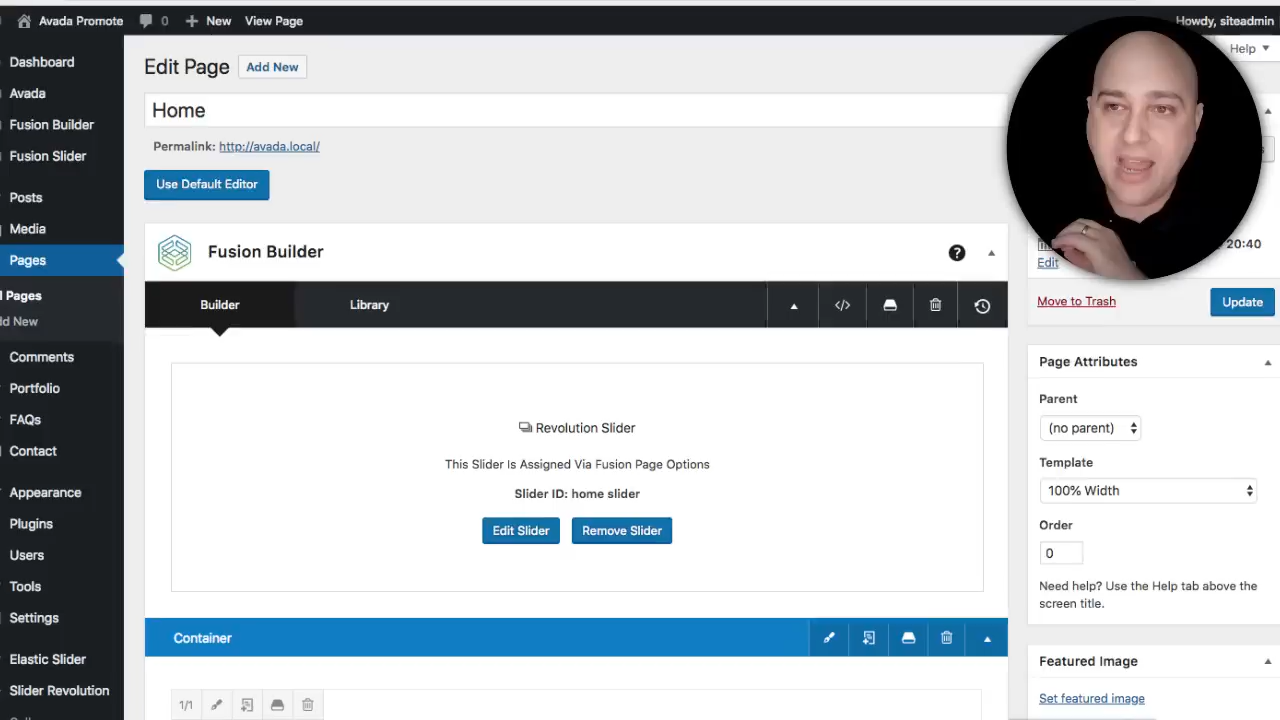 Avada Promote 0 New View Page Howdy, siteadmin
Help
Dashboard
Avada
Fusion Builder
Fusion Slider
Posts
Media
Pages
Pages
dd New
Comments
Portfolio
FAQs
Contact
Appearance
Plugins
Users
Tools
Settings
Elastic Slider
Slider Revolution
Edit Page Add New
Home
Permalink: http://avada.local/
Use Default Editor
Fusion Builder
Builder Library
Revolution Slider
This Slider Is Assigned Via Fusion Page Options
Slider ID: home slider
Edit Slider Remove Slider
Container
1/1
20:40
Edit
Move to Trash Update
Page Attributes
Parent
(no parent)
Template
100% Width
Order
0
Need help? Use the Help tab above the
screen title.
Featured Image
Set featured image